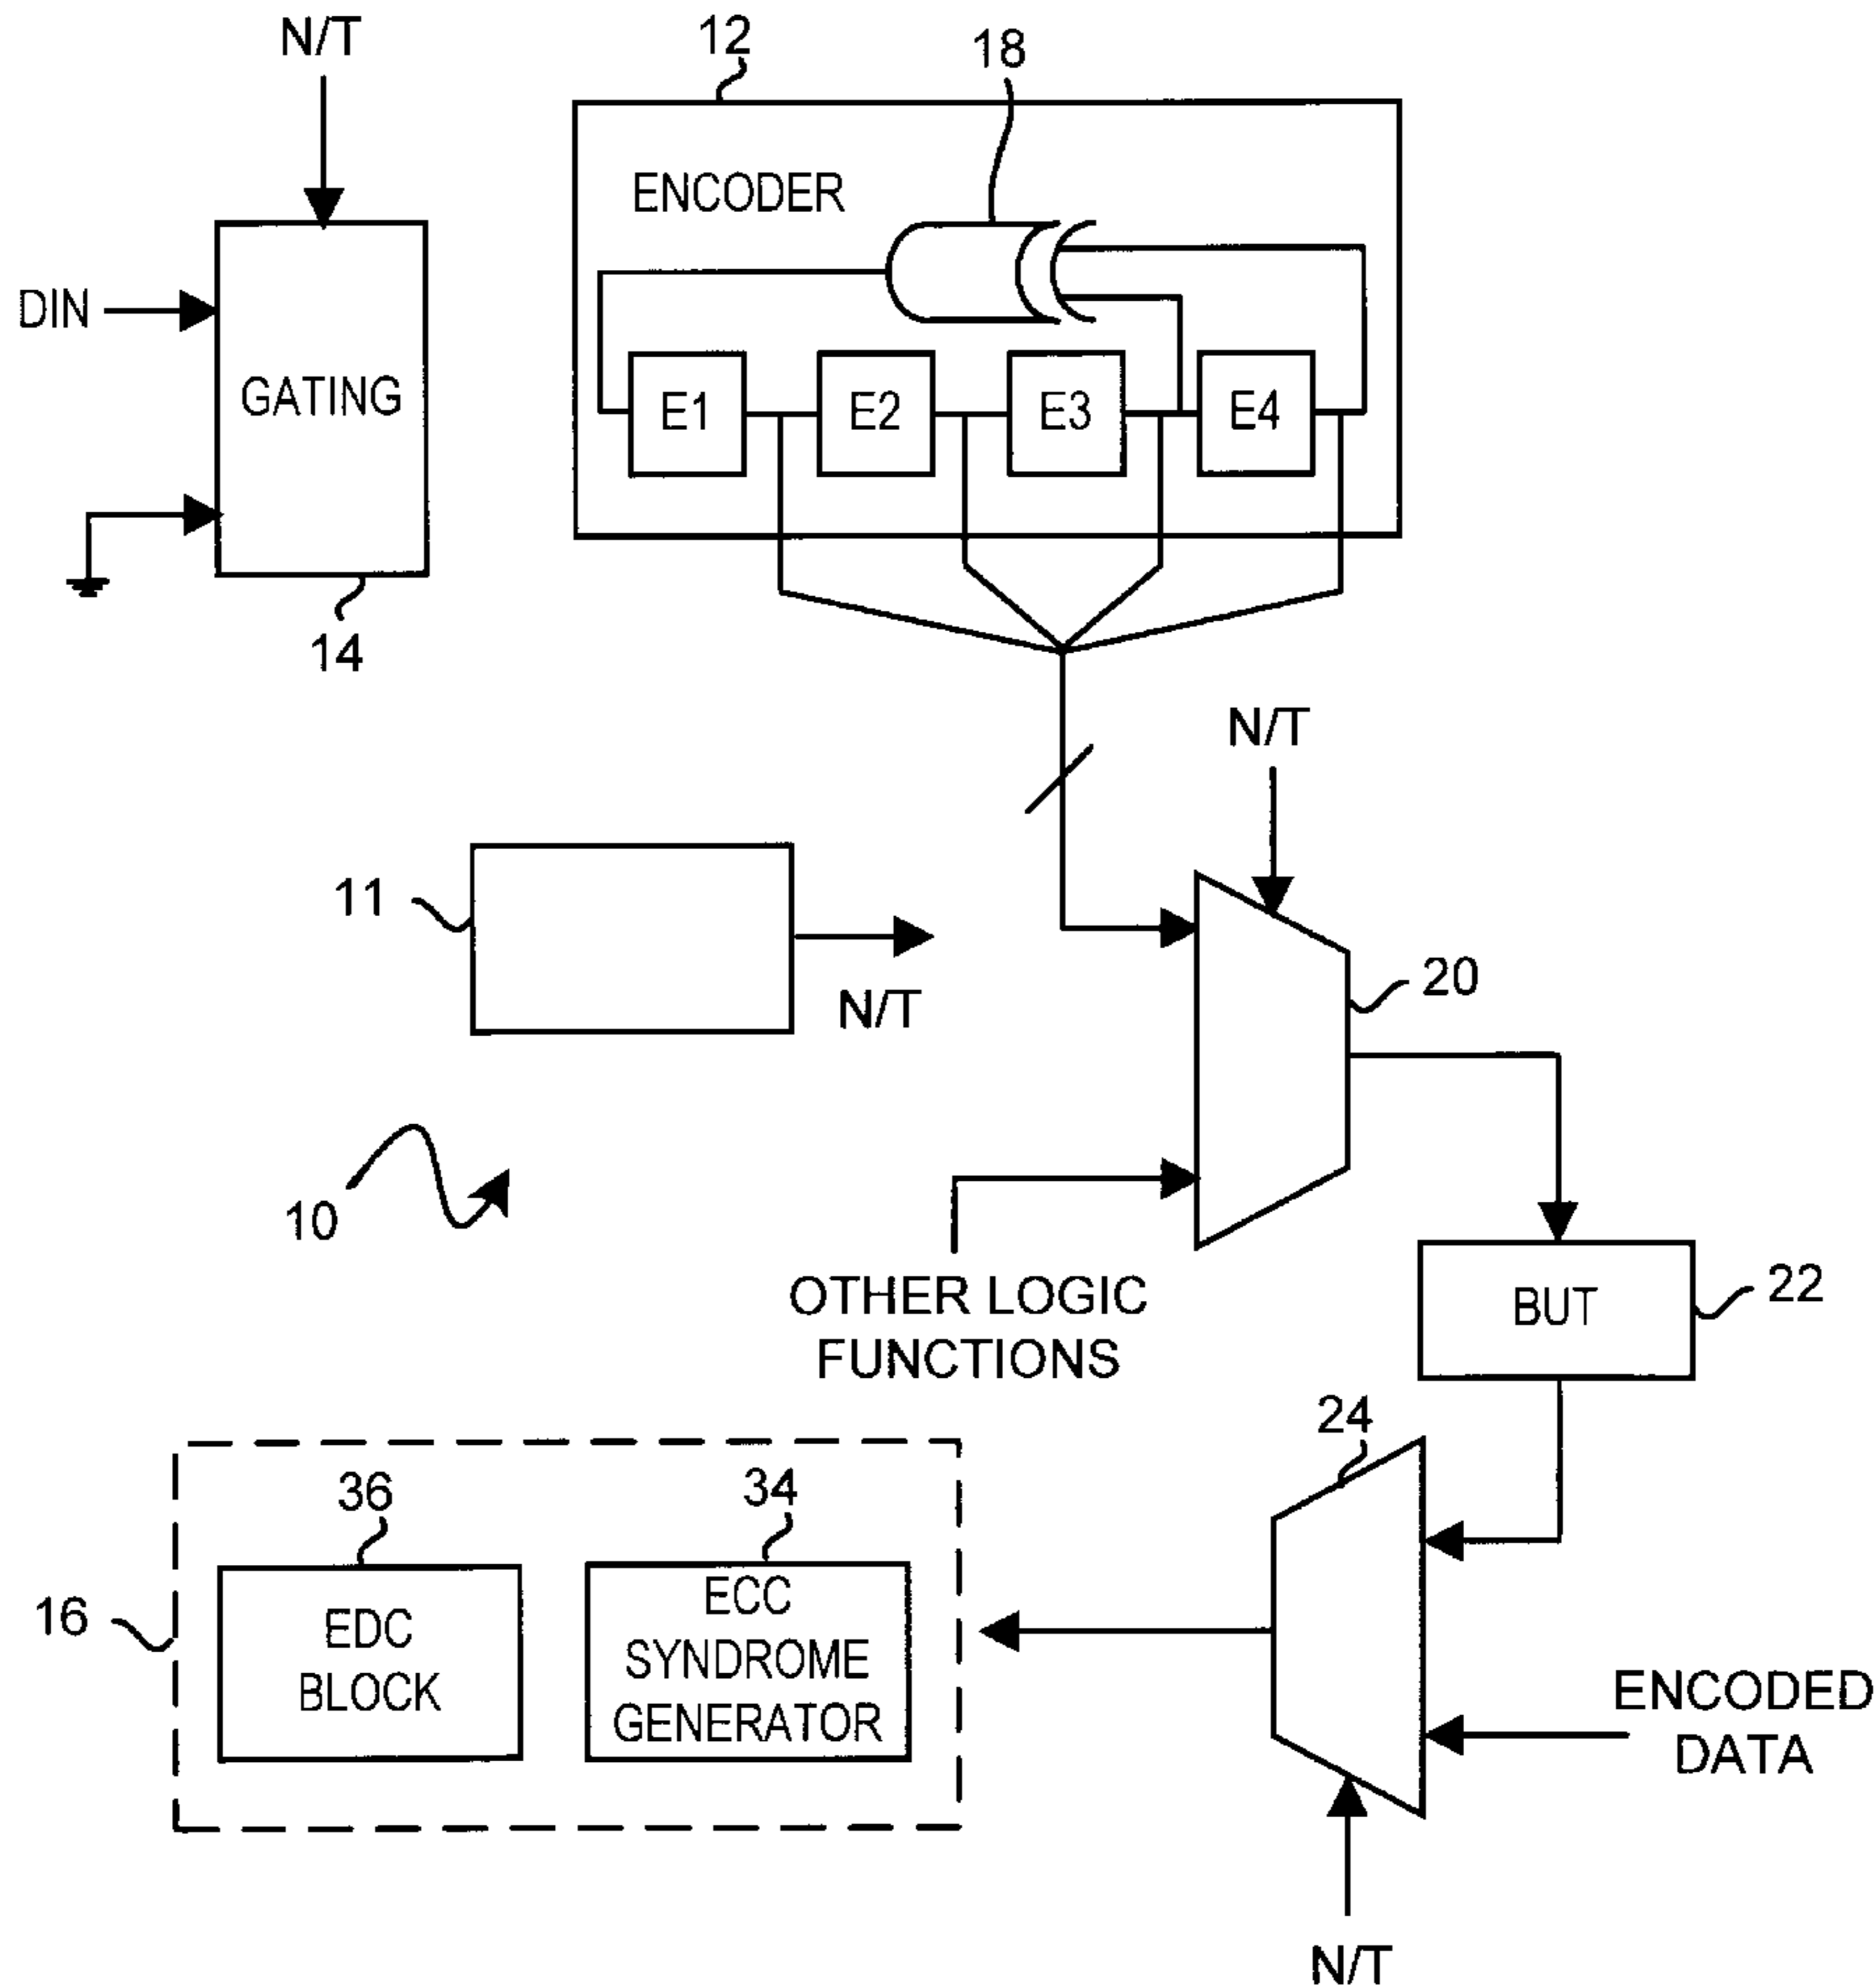 N/T
12
18
ENCODER
DIN
GATING
E1
E2
E3
E4
14
N/T
11
N/T
20
10
OTHER LOGIC
FUNCTIONS
BUT
22
24
36
34
16
EDC
BLOCK
ECC
SYNDROME
GENERATOR
ENCODED
DATA
N/T